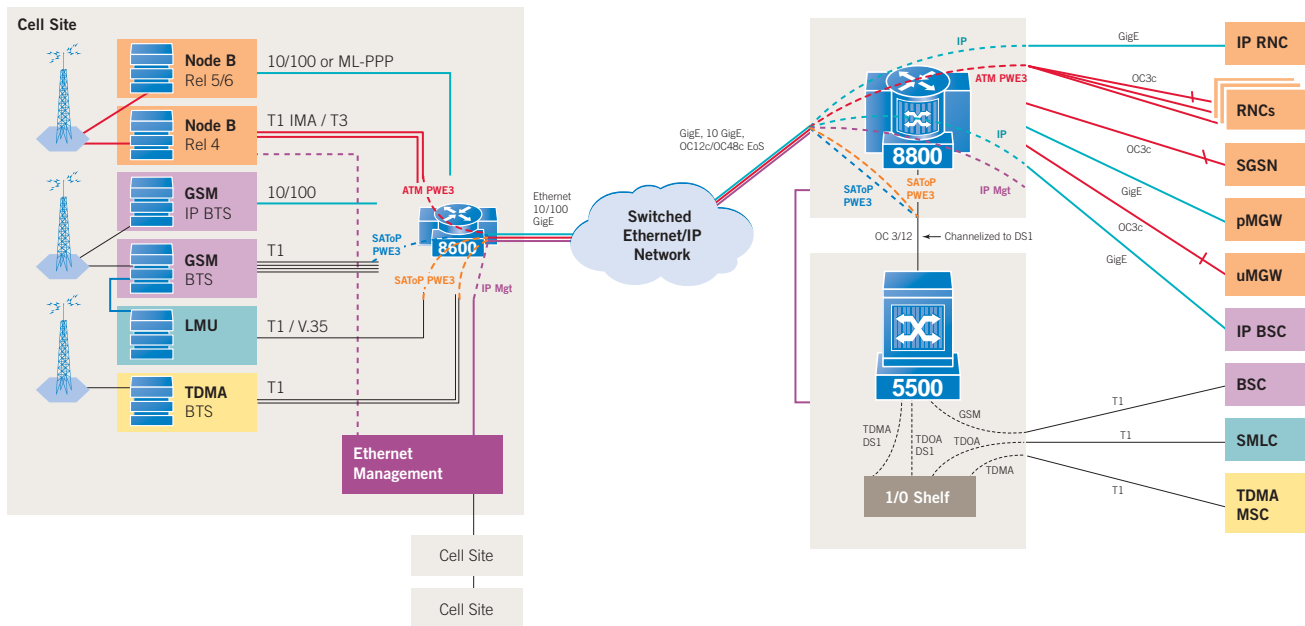 Cell Site
Node B
Rel 5/6
10/100 or ML-PPP
Node B
Rel 4
T1 IMA / T3
GSM
IP BTS
10/100
GSM
BTS
T1
LMU
T1 / V.35
TDMA
BTS
T1
ATM PWE3
SAToP
PWE3
8600
SAToP PWE3
IP Mgt
Ethernet
Management
Cell Site
Cell Site
Ethernet
10/100
GigE
Switched
Ethernet/IP
Network
GigE, 10 GigE,
OC12c/OC48c EoS
IP
ATM PWE3
8800
IP
SAToP
PWE3
SAToP
PWE3
IP Mgt
OC 3/12
Channelized to DS1
5500
TDMA
DS1
TDOA
DS1
TDOA
GSM
TDMA
1/0 Shelf
GigE
OC3c
OC3c
GigE
OC3c
GigE
T1
T1
T1
IP RNC
RNCs
SGSN
pMGW
uMGW
IP BSC
BSC
SMLC
TDMA
MSC